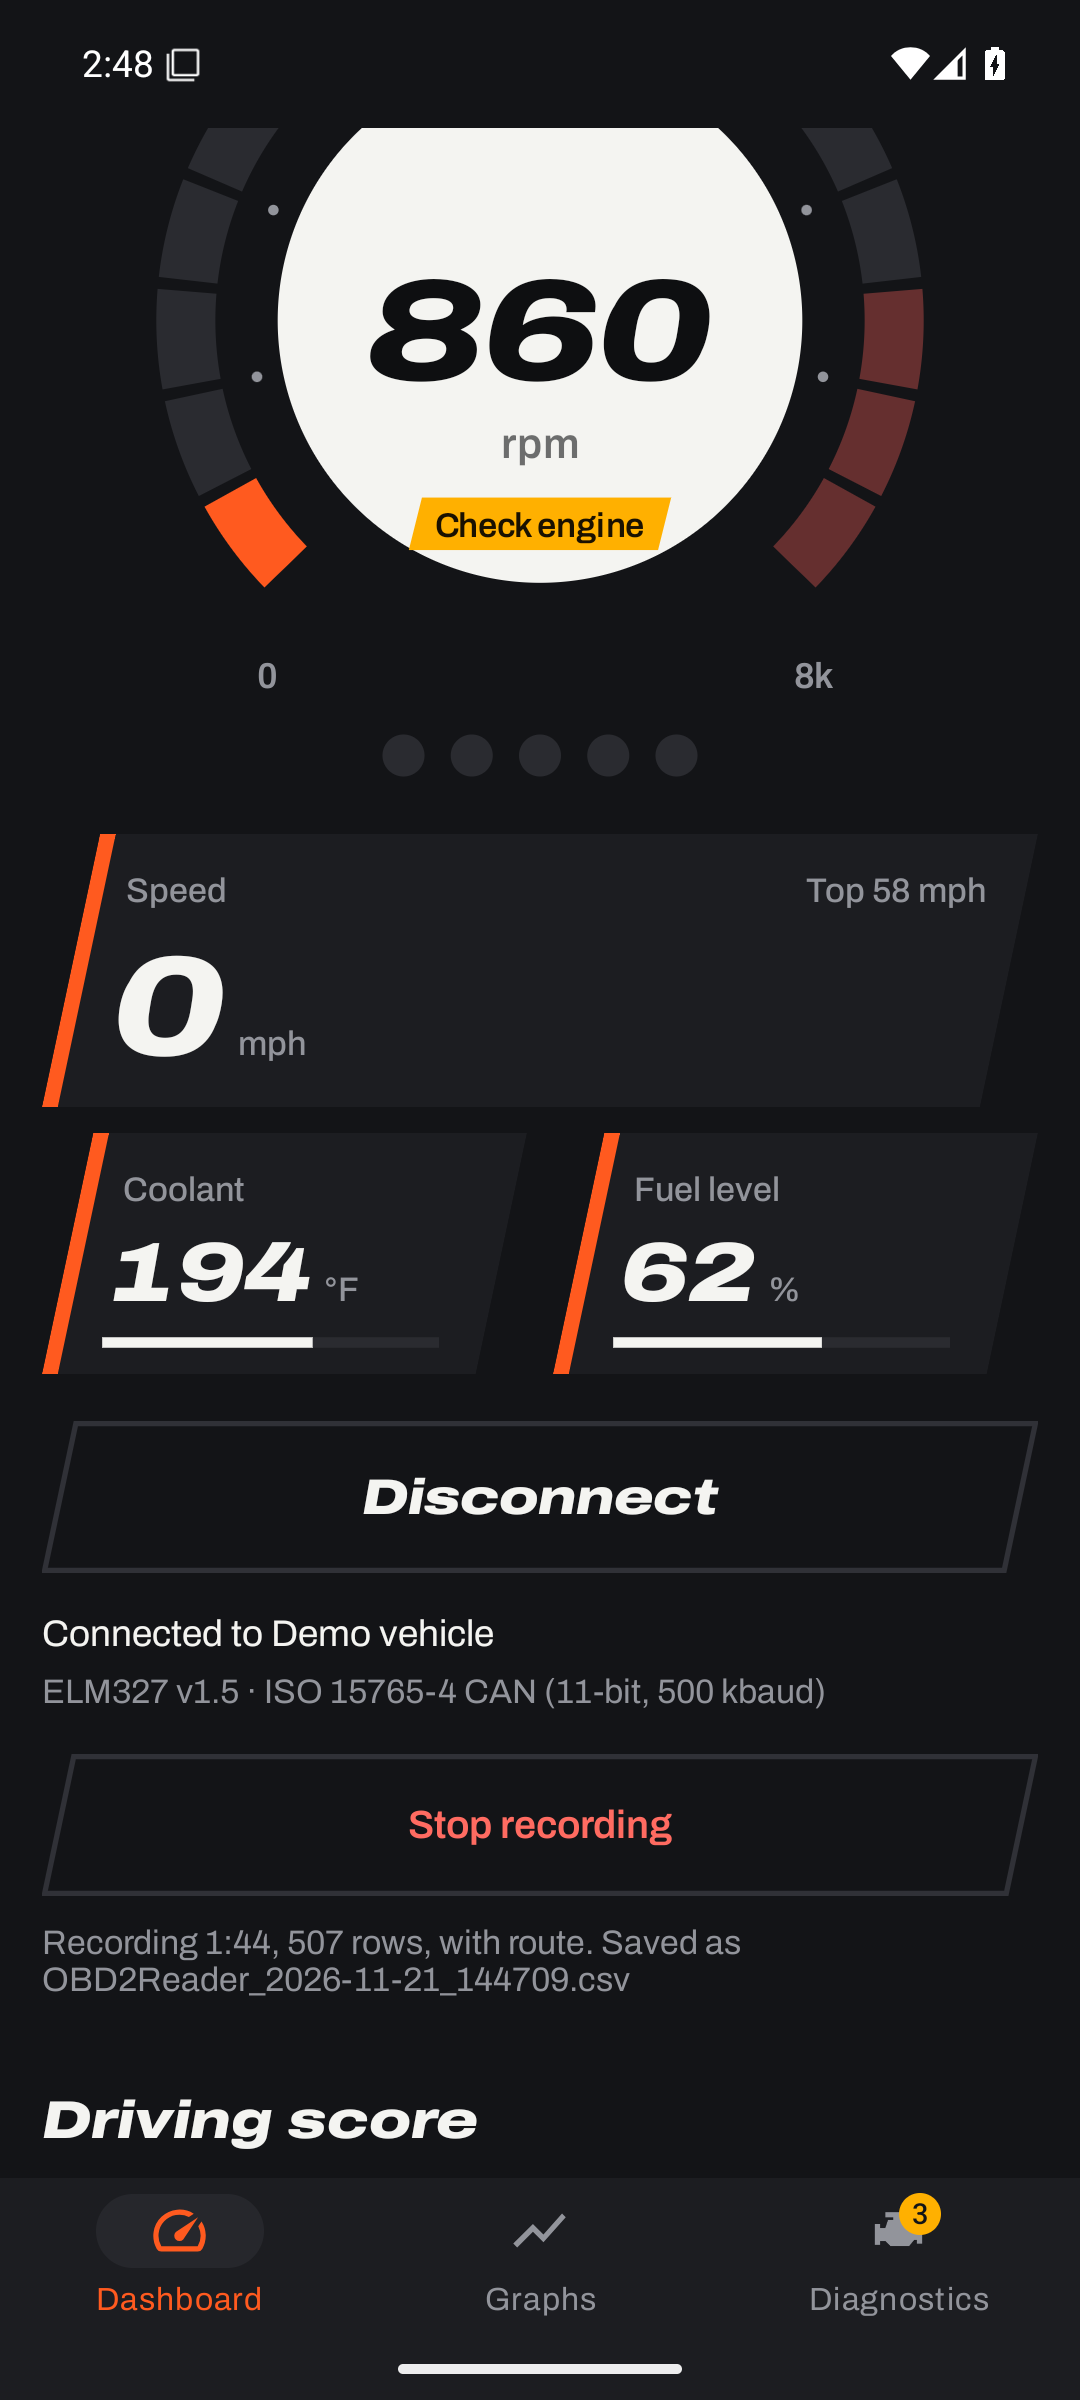 2:48
860
rpm
Check engine
0
8k
Speed
Top 58 mph
0 mph
Coolant
194 °F
Fuel level
62 %
Disconnect
Connected to Demo vehicle
ELM327 v1.5 · ISO 15765-4 CAN (11-bit, 500 kbaud)
Stop recording
Recording 1:44, 507 rows, with route. Saved as
OBD2Reader_2026-11-21_144709.csv
Driving score
3
Dashboard
Graphs
Diagnostics